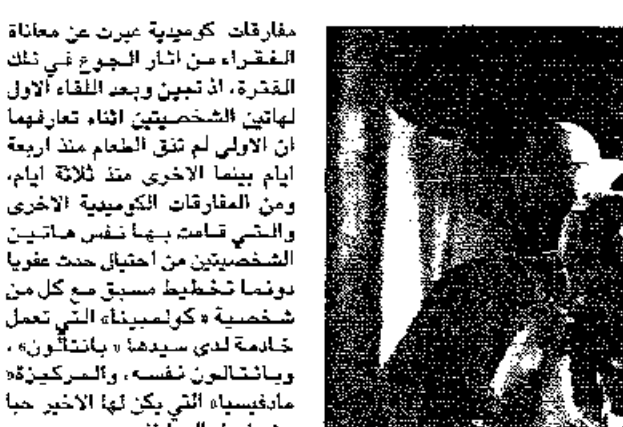 مفارقات كوميدية عبرت عن معاناة
الفقراء من اثار الجوع في تلك
الفترة، اذ تبين وبعد اللقاء الاول
لهاتين الشخصيتين اثناء تعارفهما
ان الاولى لم تذق الطعام منذ اربعة
ايام بينما الاخرى منذ ثلاثة ايام،
ومن المفارقات الكوميدية الاخرى
والتي قامت بها نفس هاتين
الشخصيتين من احتيال حدث عفويا
دونما تخطيط مسبق مع كل من
شخصية «كولمبينا» التي تعمل
خادمة لدى سيدها «بانتالون»،
وبانتالون نفسه، والمركيزة«
مادفيسيا» التي يكن لها الاخير حبا